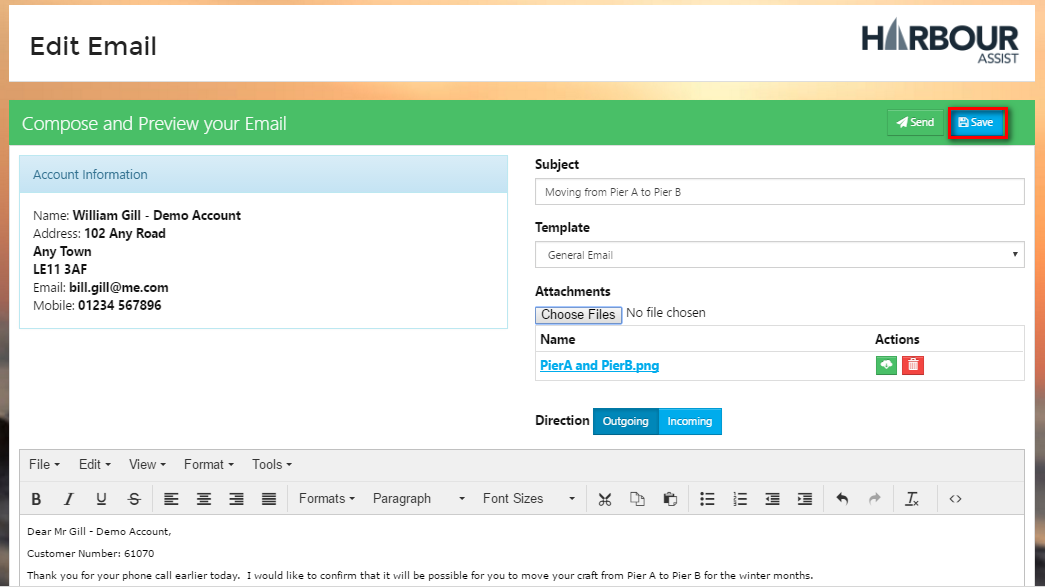 Edit Email
HARBOUR
ASSIST
Compose and Preview your Email
Send
Save
Account Information
Name: William Gill - Demo Account
Address: 102 Any Road
Any Town
LE11 3AF
Email: bill.gill@me.com
Mobile: 01234 567896
Subject
Moving from Pier A to Pier B
Template
General Email
Attachments
Choose Files No file chosen
Name Actions
PierA and PierB.png
Direction Outgoing Incoming
File Edit View Format Tools
B I U S Formats Paragraph Font Sizes
Dear Mr Gill - Demo Account,
Customer Number: 61070
Thank you for your phone call earlier today. I would like to confirm that it will be possible for you to move your craft from Pier A to Pier B for the winter months.